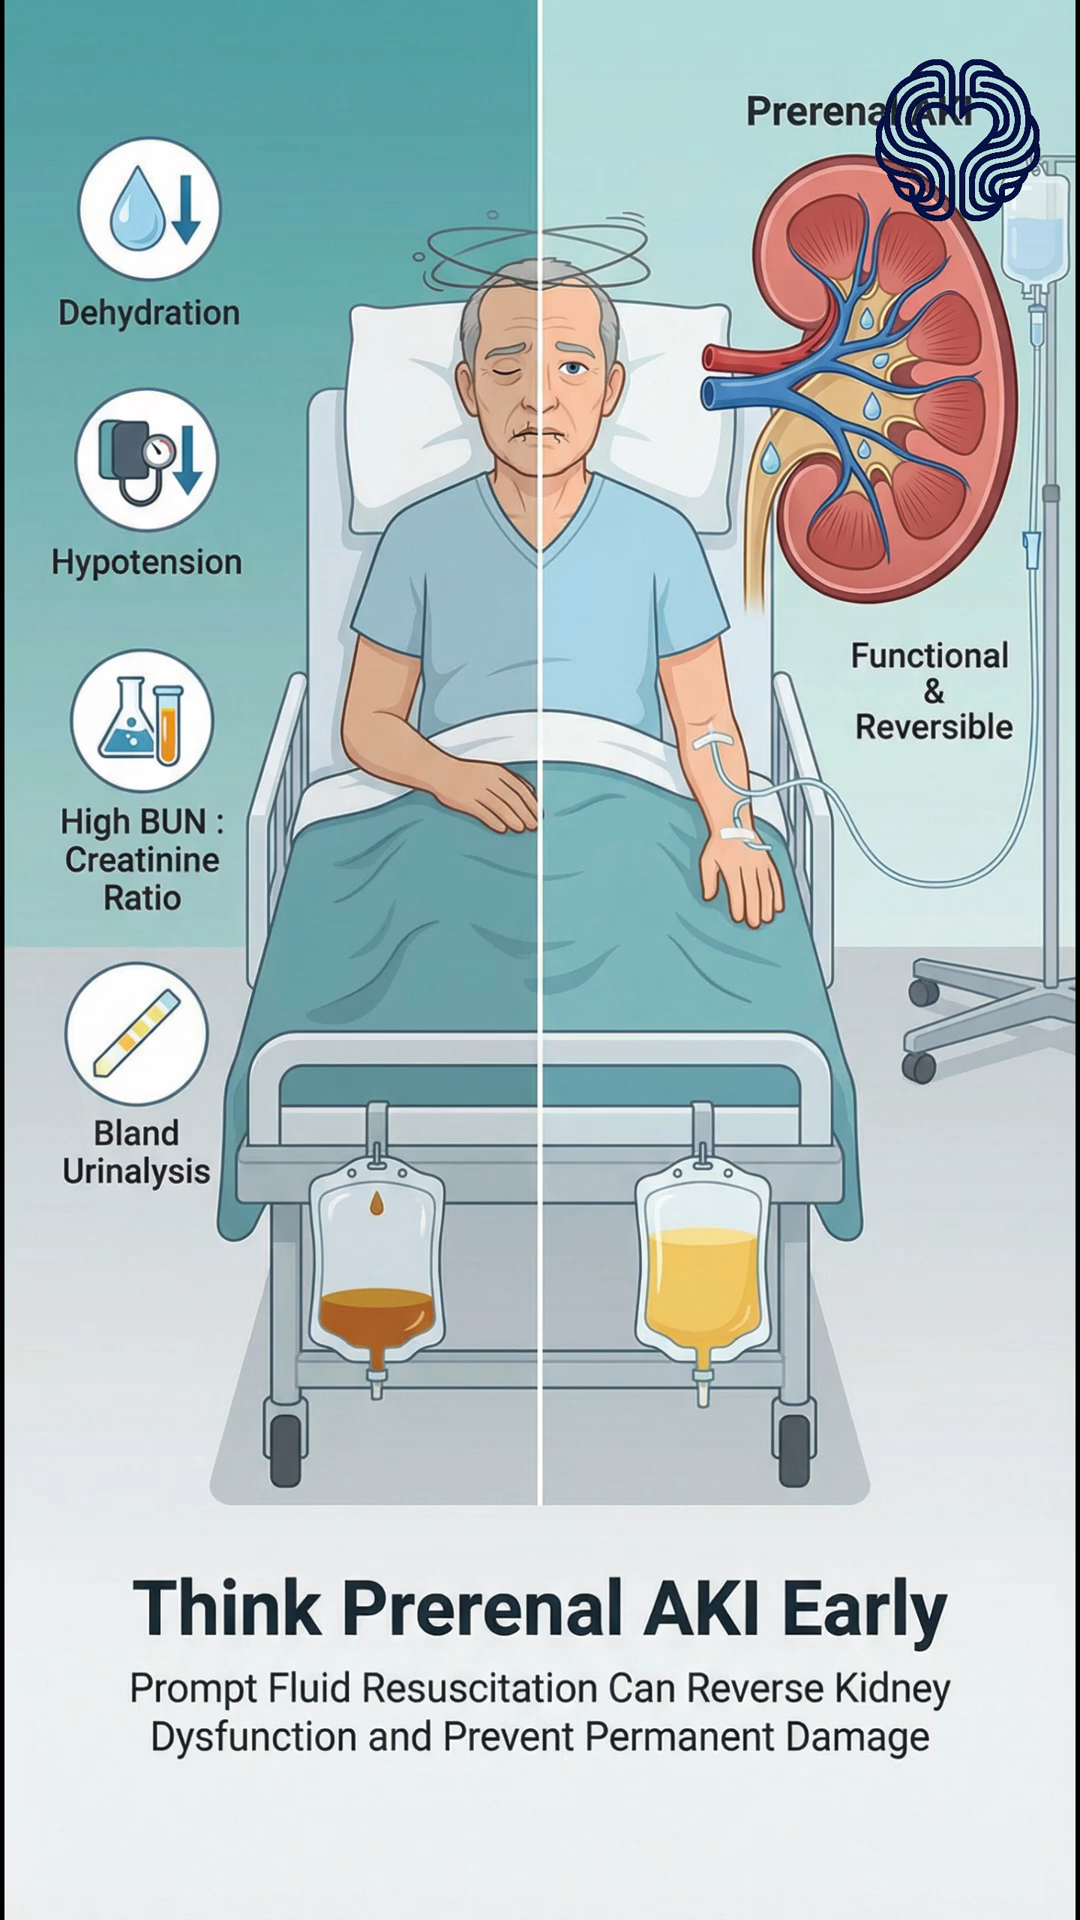 Prerenal AKI
Dehydration
Hypotension
High BUN :
Creatinine
Ratio
Bland
Urinalysis
Functional
&
Reversible
Think Prerenal AKI Early
Prompt Fluid Resuscitation Can Reverse Kidney
Dysfunction and Prevent Permanent Damage